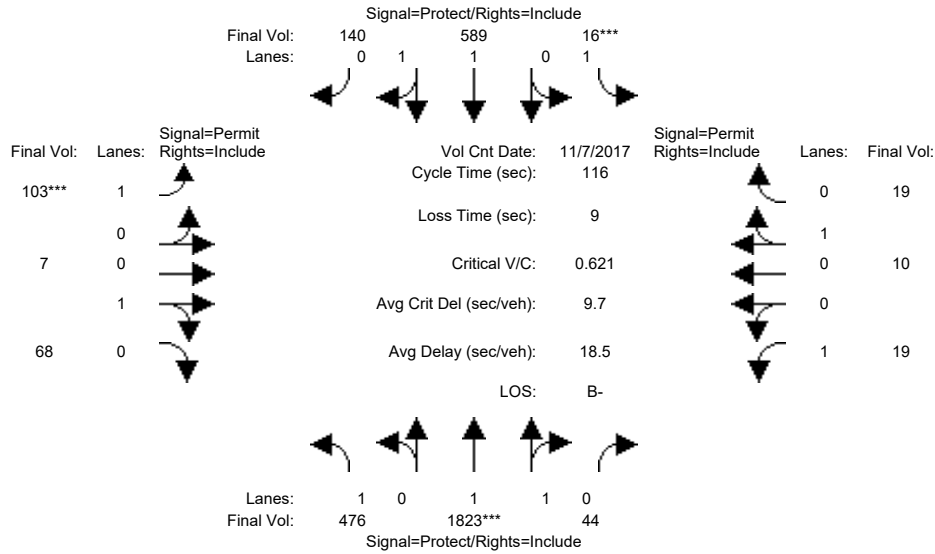 Signal=Protect/Rights=Include
Final Vol: 140 589 16***
Lanes: 0 1 1 0 1
Signal=Permit Signal=Permit
Final Vol: Lanes: Rights=Include Vol Cnt Date: 11/7/2017 Rights=Include Lanes: Final Vol:
Cycle Time (sec): 116
103*** 1 0 19
Loss Time (sec): 9
0 1
7 0 Critical V/C: 0.621 0 10
1 Avg Crit Del (sec/veh): 9.7 0
68 0 Avg Delay (sec/veh): 18.5 1 19
LOS: B-
Lanes: 1 0 1 1 0
Final Vol: 476 1823*** 44
Signal=Protect/Rights=Include